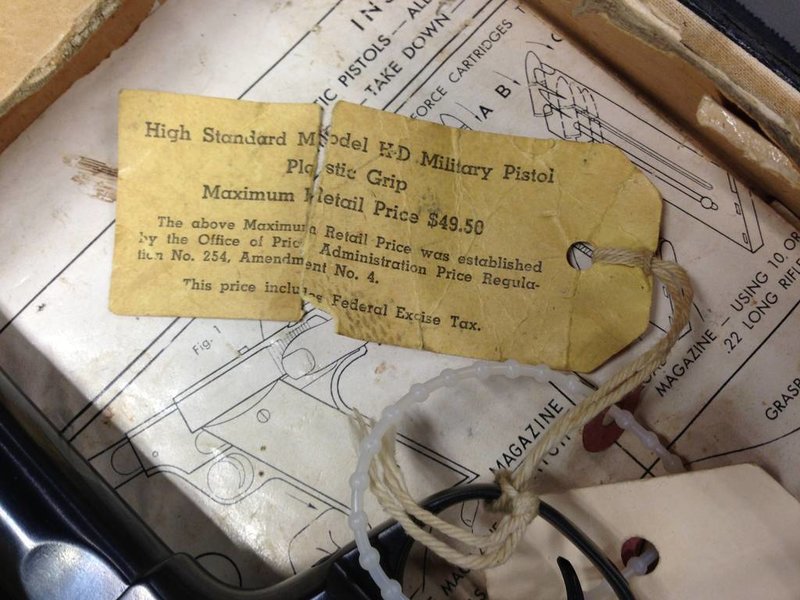 High Standard Model H-D Military Pistol
Plastic Grip
Maximum Retail Price $49.50
The above Maximum Retail Price was established
by the Office of Price Administration Price Regula-
tion No. 254, Amendment No. 4.
This price includes Federal Excise Tax.
PISTOLS — 
— TAKE DOWN
CARTRIDGES
A B
Fig. 1
MAGAZINE — USING 10 OR
.22 LONG
MAGAZINE